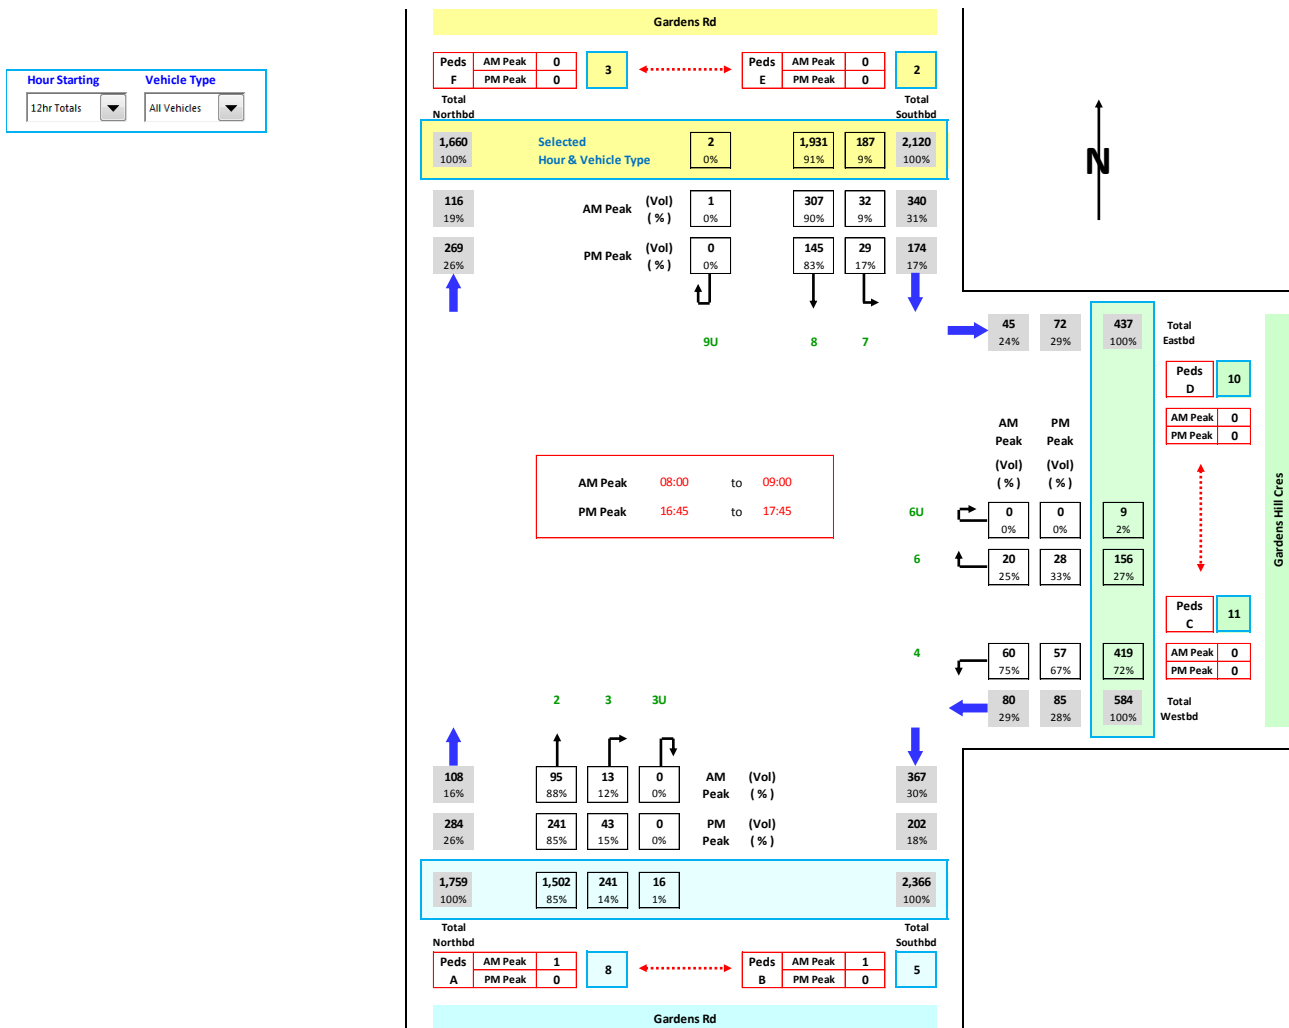 Gardens Rd
Peds F AM Peak 0 3 Peds E AM Peak 0 2
PM Peak 0 PM Peak 0
Hour Starting Vehicle Type
12hr Totals All Vehicles
Total Northbd Total Southbd
1,660 Selected 2 1,931 187 2,120
100% Hour & Vehicle Type 0% 91% 9% 100%
116 AM Peak (Vol) 1 307 32 340
19% ( % ) 0% 90% 9% 31%
269 PM Peak (Vol) 0 145 29 174
26% ( % ) 0% 83% 17% 17%
N
9U 8 7
45 72 437 Total
24% 29% 100% Eastbd
Peds D 10
AM Peak 0
PM Peak 0
AM Peak PM Peak
(Vol) (Vol)
( % ) ( % )
AM Peak 08:00 to 09:00
PM Peak 16:45 to 17:45
6U 0 0 9
0% 0% 2%
6 20 28 156
25% 33% 27%
Gardens Hill Cres
Peds C 11
AM Peak 0
PM Peak 0
4 60 57 419
75% 67% 72%
80 85 584 Total
29% 28% 100% Westbd
2 3 3U
108 95 13 0 AM (Vol) 367
16% 88% 12% 0% Peak ( % ) 30%
284 241 43 0 PM (Vol) 202
26% 85% 15% 0% Peak ( % ) 18%
1,759 1,502 241 16 2,366
100% 85% 14% 1% 100%
Total Northbd Total Southbd
Peds A AM Peak 1 8 Peds B AM Peak 1 5
PM Peak 0 PM Peak 0
Gardens Rd